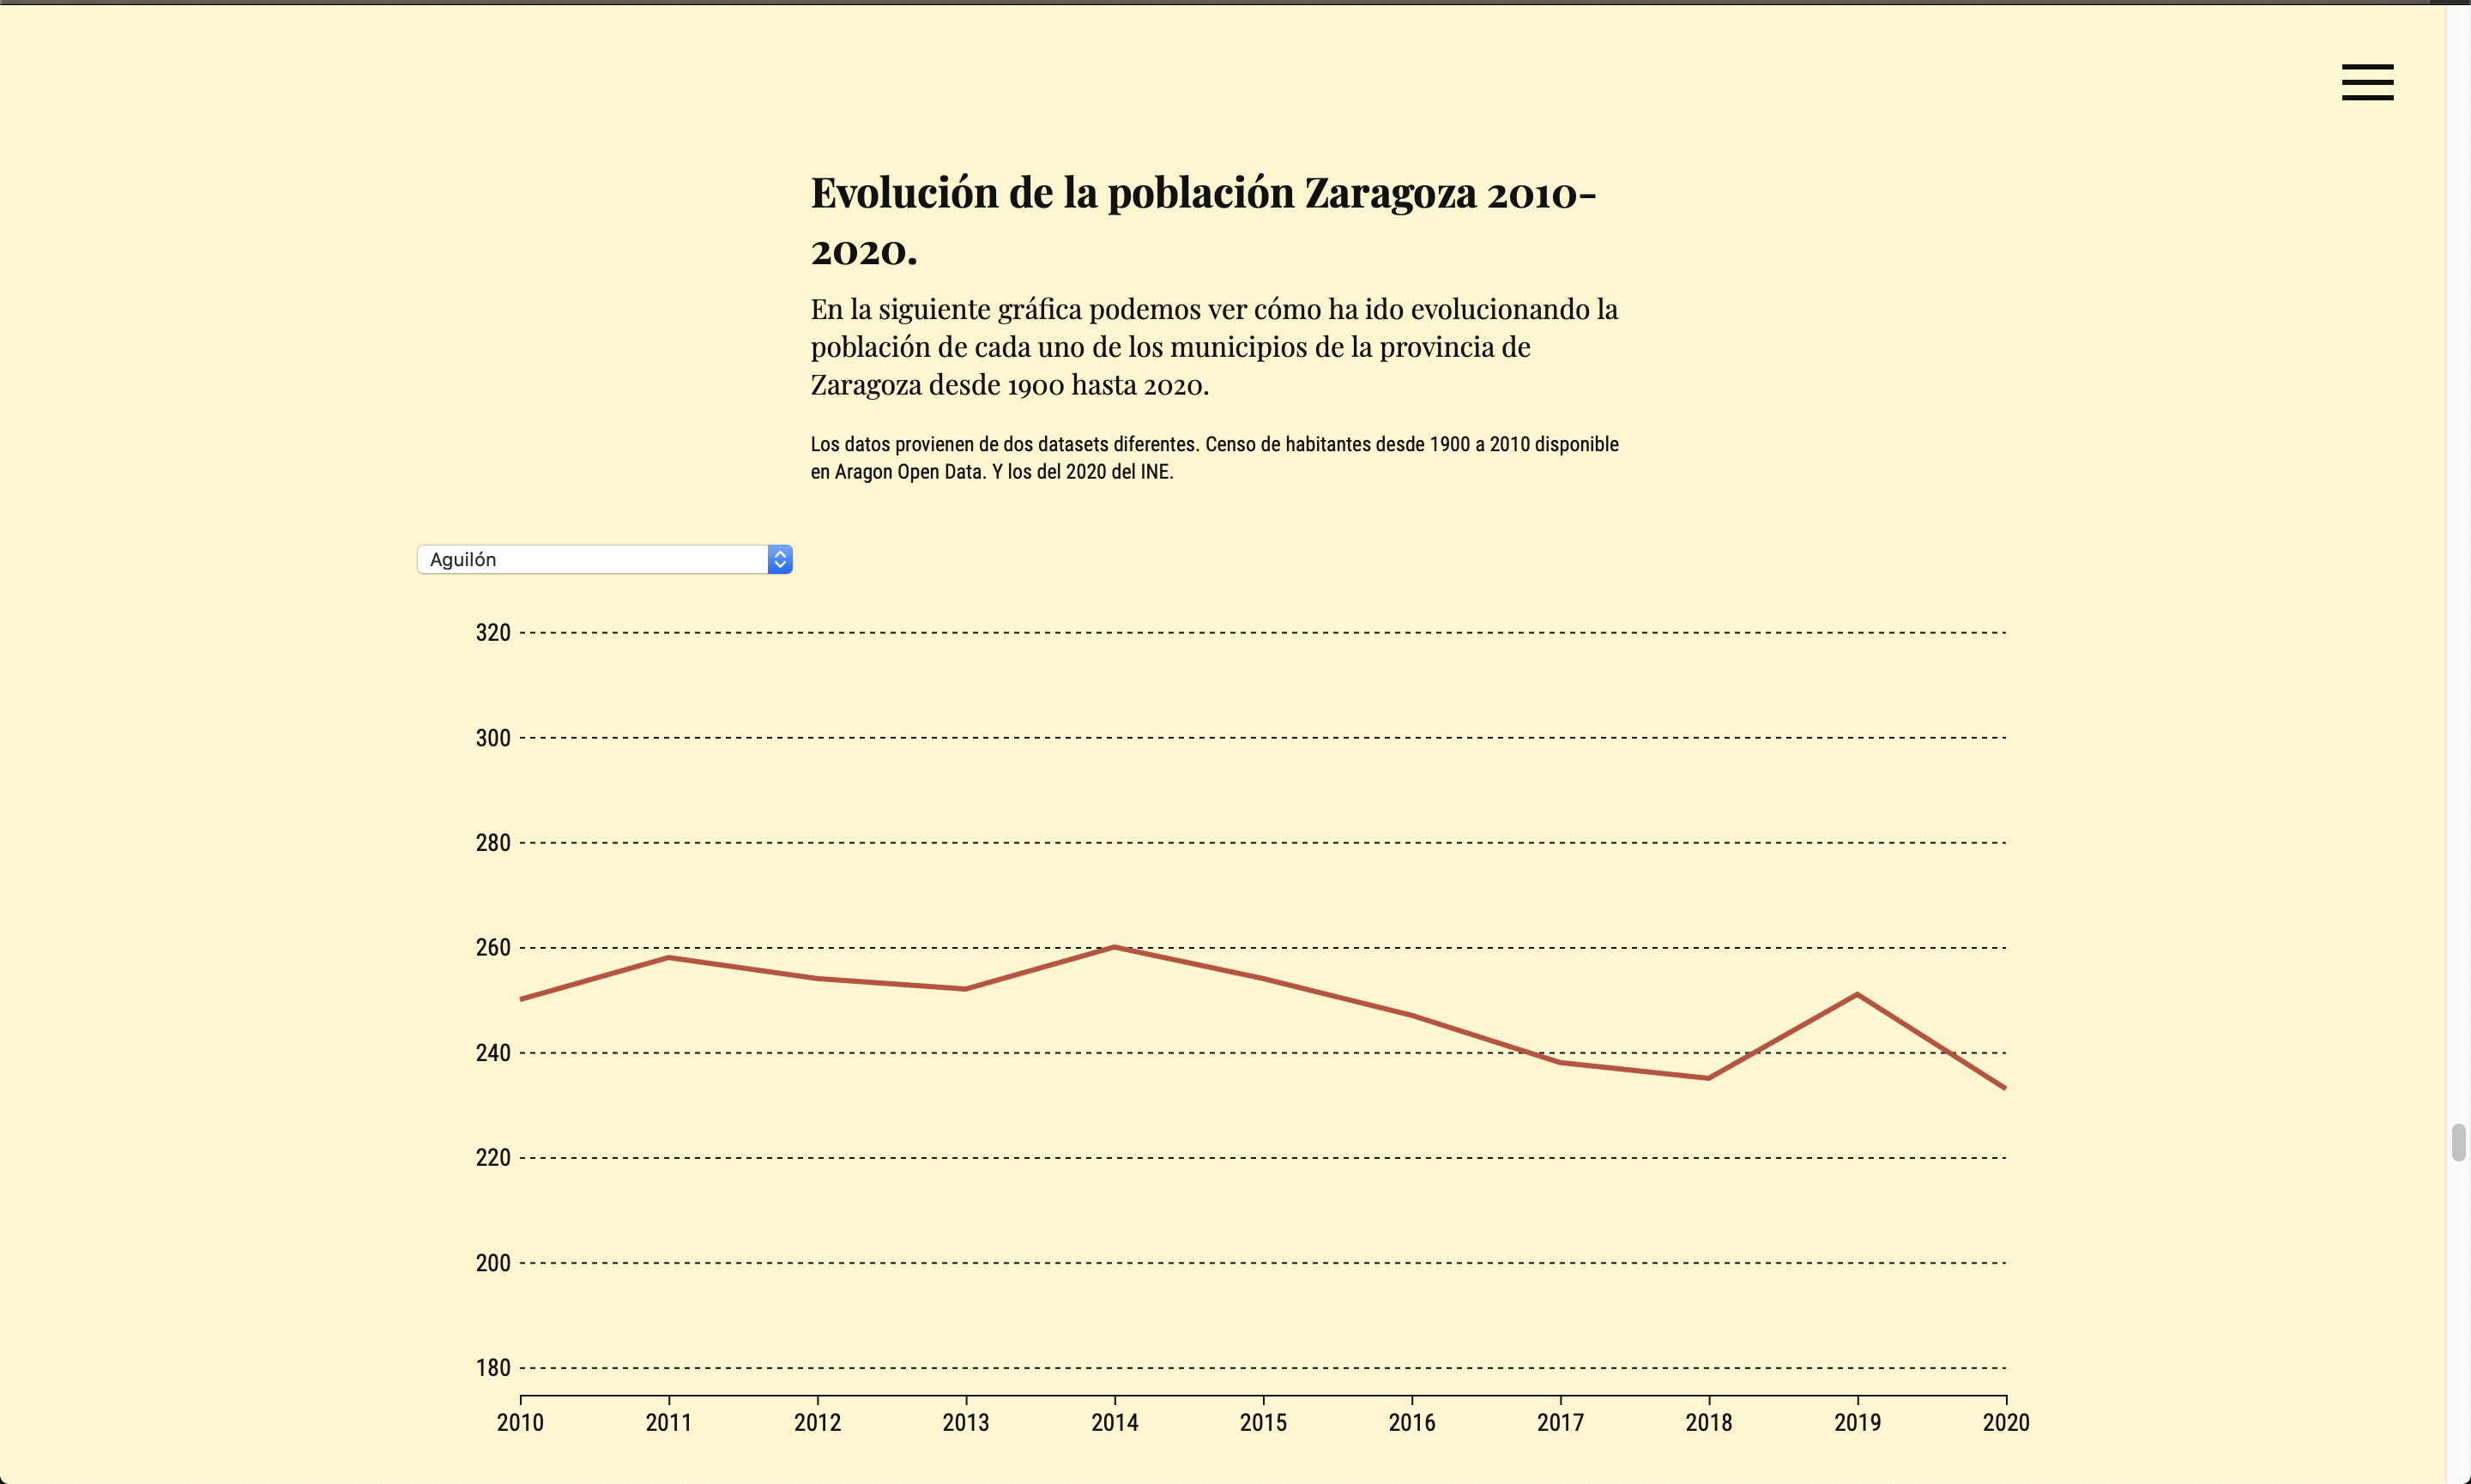 Evolución de la población Zaragoza 2010-
2020.
En la siguiente gráfica podemos ver cómo ha ido evolucionando la
población de cada uno de los municipios de la provincia de
Zaragoza desde 1900 hasta 2020.
Los datos provienen de dos datasets diferentes. Censo de habitantes desde 1900 a 2010 disponible
en Aragon Open Data. Y los del 2020 del INE.
Aguilón
320
300
280
260
240
220
200
180
2010 2011 2012 2013 2014 2015 2016 2017 2018 2019 2020